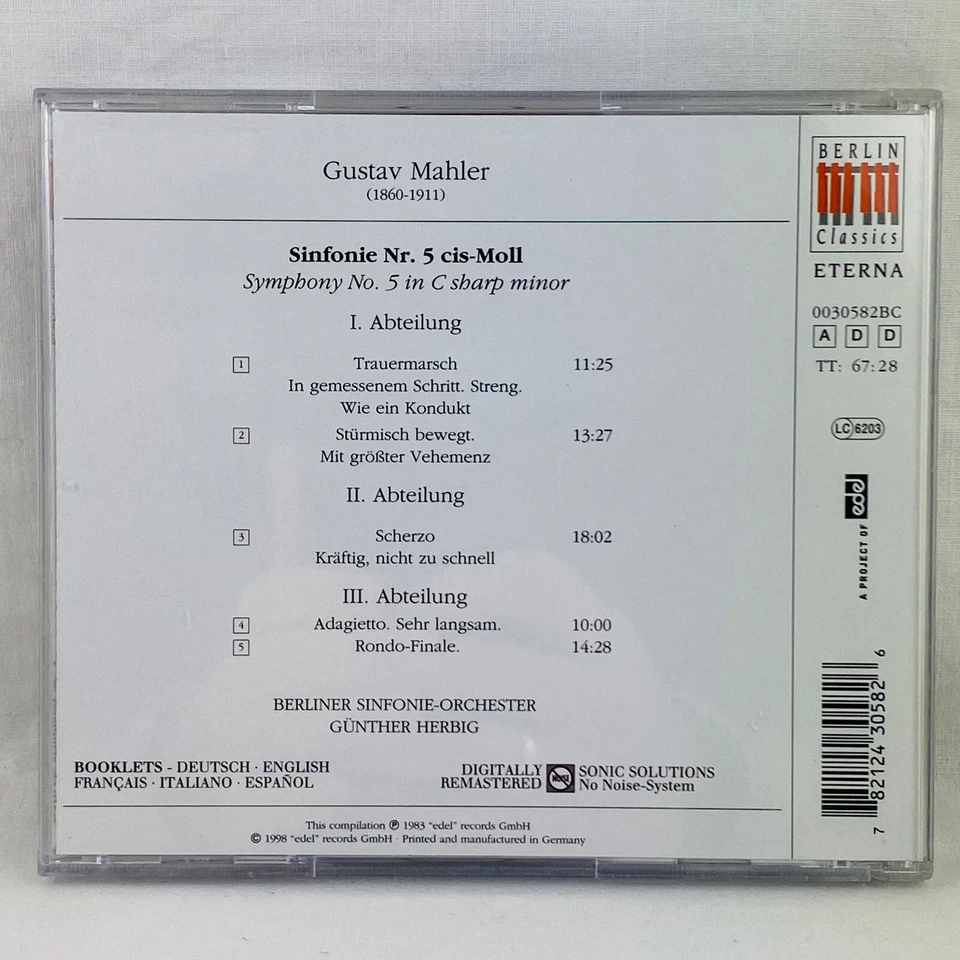 Gustav Mahler
(1860-1911)
Sinfonie Nr. 5 cis-Moll
Symphony No. 5 in C sharp minor
I. Abteilung
1 Trauermarsch 11:25
In gemessenem Schritt. Streng.
Wie ein Kondukt
2 Stürmisch bewegt. 13:27
Mit größter Vehemenz
II. Abteilung
3 Scherzo 18:02
Kräftig, nicht zu schnell
III. Abteilung
4 Adagietto. Sehr langsam. 10:00
5 Rondo-Finale. 14:28
BERLINER SINFONIE-ORCHESTER
GÜNTHER HERBIG
BOOKLETS - DEUTSCH · ENGLISH
FRANÇAIS · ITALIANO · ESPAÑOL
DIGITALLY
REMASTERED
NOISE
SONIC SOLUTIONS
No Noise-System
This compilation ℗ 1983 "edel" records GmbH
© 1998 "edel" records GmbH · Printed and manufactured in Germany
BERLIN
Classics
ETERNA
0030582BC
A D D
TT: 67:28
LC 6203
A PROJECT OF edel
7 82124 30582 6